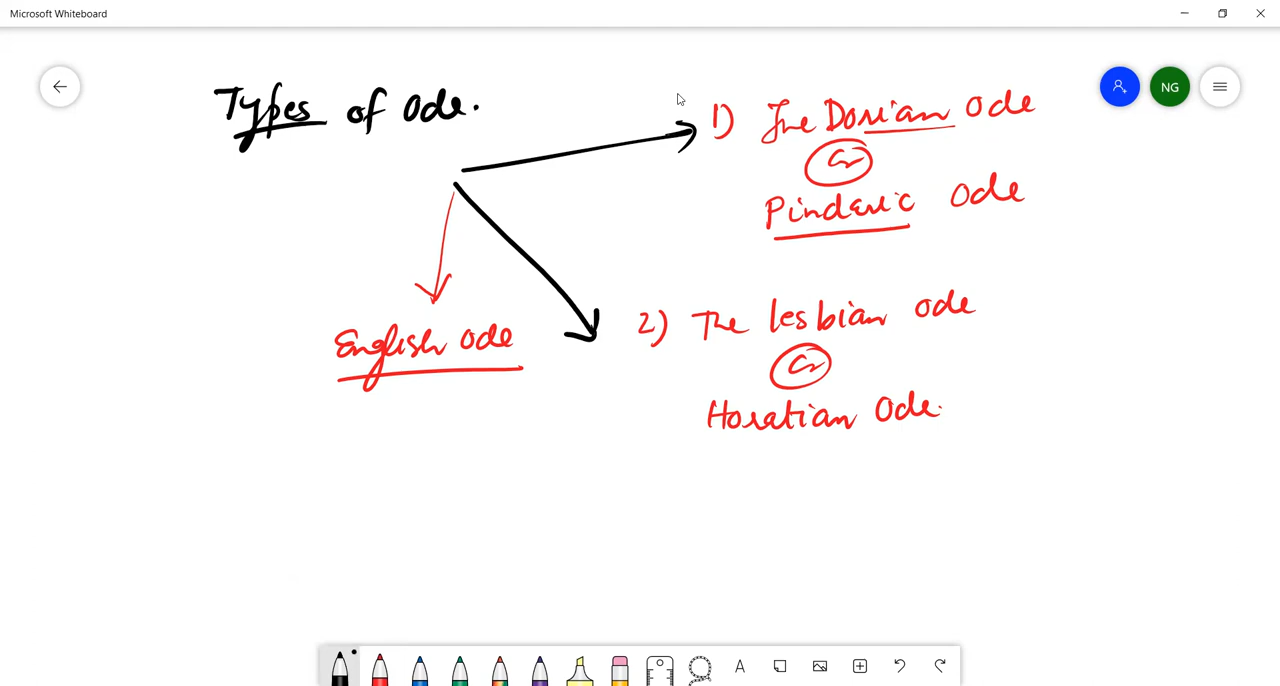 Microsoft Whiteboard
NG
Types of Ode.
1) The Dorian Ode
or
Pindaric Ode
2) The lesbian ode
or
Horatian Ode.
English Ode
A